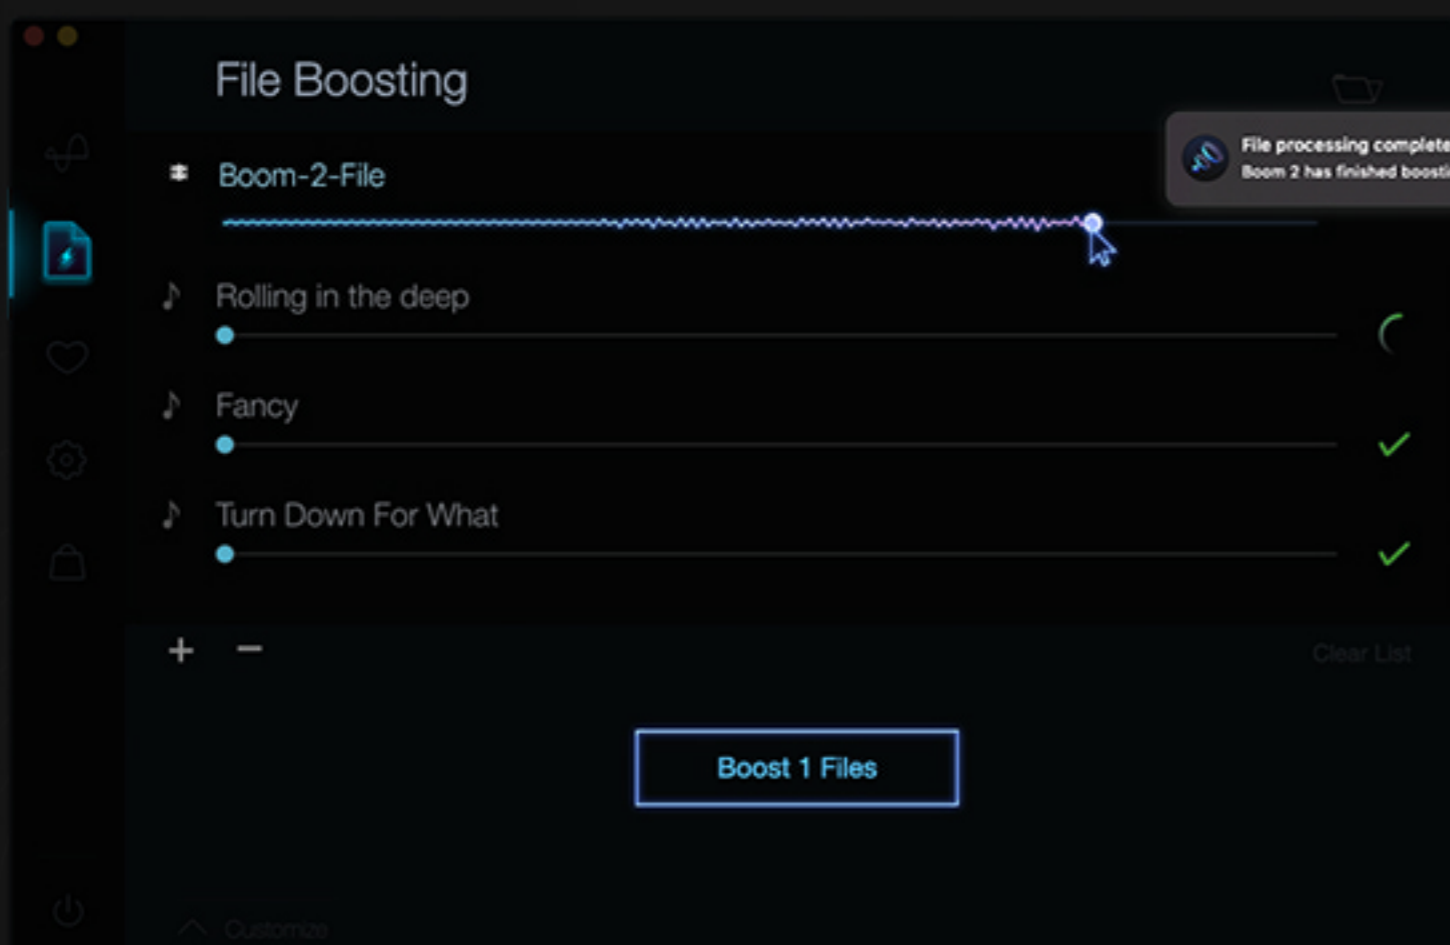 File Boosting
File processing complete
Boom 2 has finished boosti
Boom-2-File
Rolling in the deep
Fancy
Turn Down For What
+ −
Clear List
Boost 1 Files
Customize